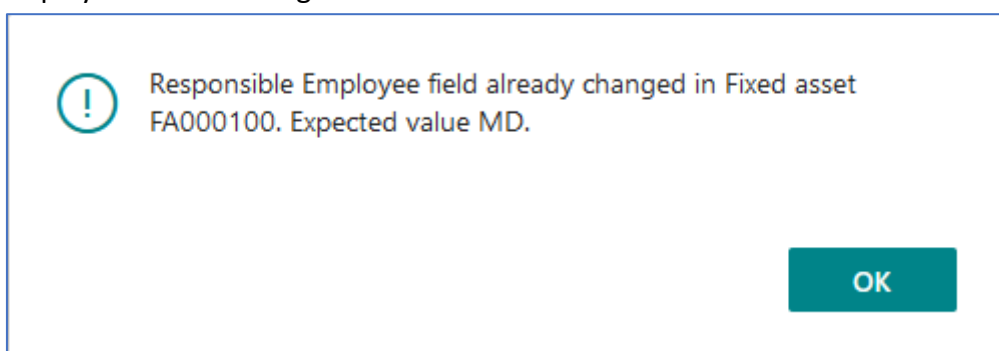 Responsible Employee field already changed in Fixed asset
FA000100. Expected value MD.
OK